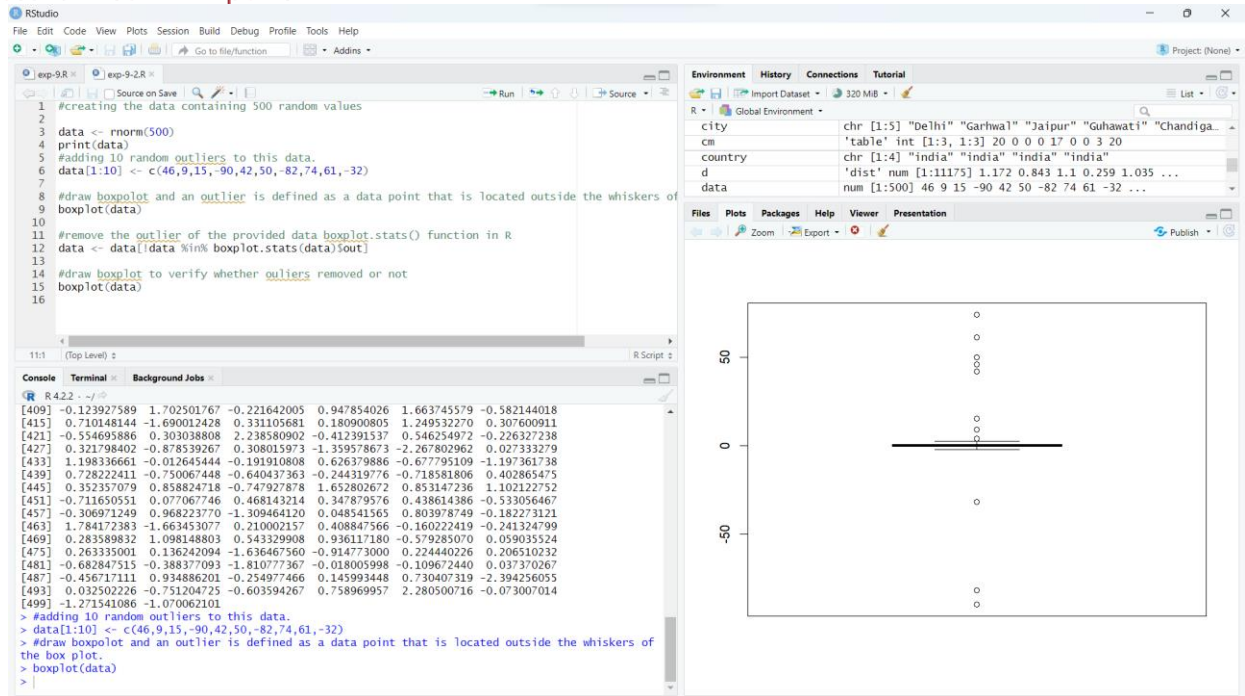 RStudio
File Edit Code View Plots Session Build Debug Profile Tools Help
Go to file/function Addins Project: (None)
exp-9.R exp-9-2.R
Source on Save Run Source
1 #creating the data containing 500 random values
2
3 data <- rnorm(500)
4 print(data)
5 #adding 10 random outliers to this data.
6 data[1:10] <- c(46,9,15,-90,42,50,-82,74,61,-32)
7
8 #draw boxpolot and an outlier is defined as a data point that is located outside the whiskers of
9 boxplot(data)
10
11 #remove the outlier of the provided data boxplot.stats() function in R
12 data <- data[!data %in% boxplot.stats(data)$out]
13
14 #draw boxplot to verify whether ouliers removed or not
15 boxplot(data)
16
11:1 (Top Level) R Script
Console Terminal Background Jobs
R 4.2.2 · ~/
[409] -0.123927589 1.702501767 -0.221642005 0.947854026 1.663745579 -0.582144018
[415] 0.710148144 -1.690012428 0.331105681 0.180900805 1.249532270 0.307600911
[421] -0.554695886 0.303038808 2.238580902 -0.412391537 0.546254972 -0.226327238
[427] 0.321798402 -0.878539267 0.308015973 -1.359578673 -2.267802962 0.027333279
[433] 1.198336661 -0.012645444 -0.191910808 0.626379886 -0.677795109 -1.197361738
[439] 0.728222411 -0.750067448 -0.640437363 -0.244319776 -0.718581806 0.402865475
[445] 0.352357079 0.858824718 -0.747927878 1.652802672 0.853147236 1.102122752
[451] -0.711650551 0.077067746 0.468143214 0.347879576 0.438614386 -0.533056467
[457] -0.306971249 0.968223770 -1.309464120 0.048541565 0.803978749 -0.182273121
[463] 1.784172383 -1.663453077 0.210002157 0.408847566 -0.160222419 -0.241324799
[469] 0.283589832 1.098148803 0.543329908 0.936117180 -0.579285070 0.059035524
[475] 0.263335001 0.136242094 -1.636467560 -0.914773000 0.224440226 0.206510232
[481] -0.682847515 -0.388377093 -1.810777367 -0.018005998 -0.109672440 0.037370267
[487] -0.456717111 0.934886201 -0.254977466 0.145993448 0.730407319 -2.394256055
[493] 0.032502226 -0.751204725 -0.603594267 0.758969957 2.280500716 -0.073007014
[499] -1.271541086 -1.070062101
> #adding 10 random outliers to this data.
> data[1:10] <- c(46,9,15,-90,42,50,-82,74,61,-32)
> #draw boxpolot and an outlier is defined as a data point that is located outside the whiskers of
the box plot.
> boxplot(data)
>
Environment History Connections Tutorial
Import Dataset 320 MiB List
R Global Environment
city chr [1:5] "Delhi" "Garhwal" "Jaipur" "Guhawati" "Chandiga…
cm 'table' int [1:3, 1:3] 20 0 0 0 17 0 0 3 20
country chr [1:4] "india" "india" "india" "india"
d 'dist' num [1:11175] 1.172 0.843 1.1 0.259 1.035 ...
data num [1:500] 46 9 15 -90 42 50 -82 74 61 -32 ...
Files Plots Packages Help Viewer Presentation
Zoom Export Publish
50
0
-50